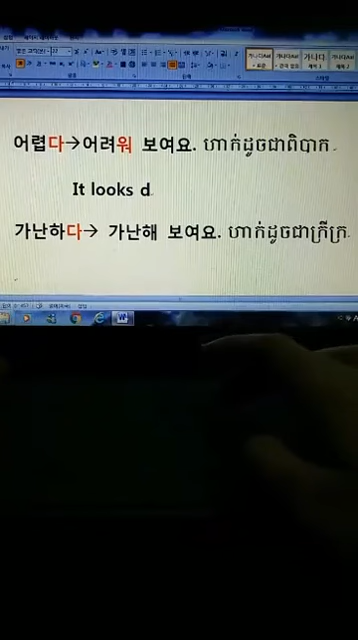 어렵다→어려워 보여요. ហាក់ដូចជាពិបាក.
It looks d
가난하다→ 가난해 보여요. ហាក់ដូចជាក្រីក្រ.